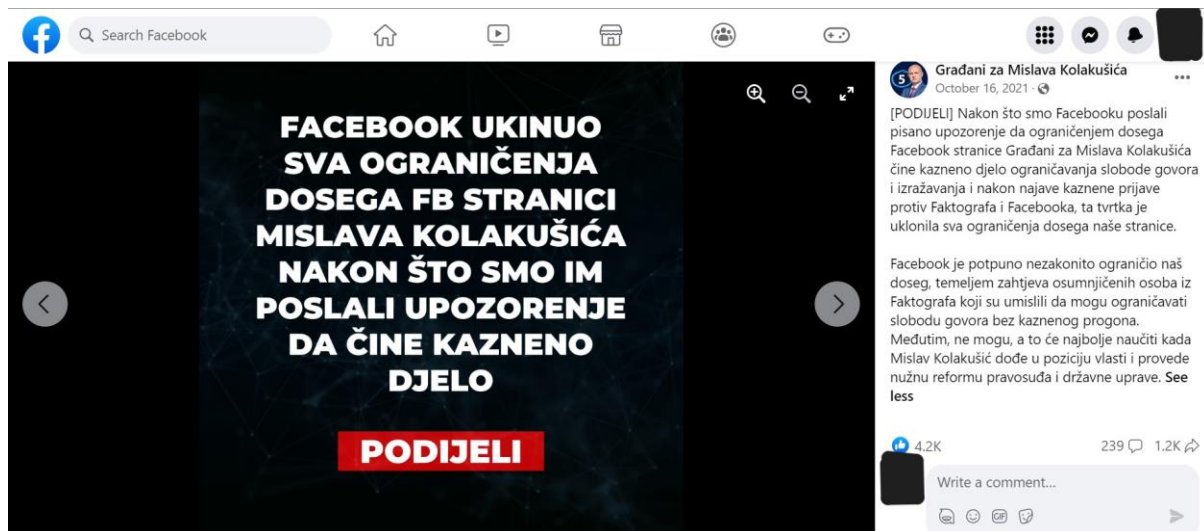 Search Facebook
FACEBOOK UKINUO
SVA OGRANIČENJA
DOSEGA FB STRANICI
MISLAVA KOLAKUŠIĆA
NAKON ŠTO SMO IM
POSLALI UPOZORENJE
DA ČINE KAZNENO
DJELO
PODIJELI
5
Građani za Mislava Kolakušića
October 16, 2021 ·
[PODIJELI] Nakon što smo Facebooku poslali
pisano upozorenje da ograničenjem dosega
Facebook stranice Građani za Mislava Kolakušića
čine kazneno djelo ograničavanja slobode govora
i izražavanja i nakon najave kaznene prijave
protiv Faktografa i Facebooka, ta tvrtka je
uklonila sva ograničenja dosega naše stranice.
Facebook je potpuno nezakonito ograničio naš
doseg, temeljem zahtjeva osumnjičenih osoba iz
Faktografa koji su umislili da mogu ograničavati
slobodu govora bez kaznenog progona.
Međutim, ne mogu, a to će najbolje naučiti kada
Mislav Kolakušić dođe u poziciju vlasti i provede
nužnu reformu pravosuđa i državne uprave. See
less
4.2K 239 1.2K
Write a comment...
GIF